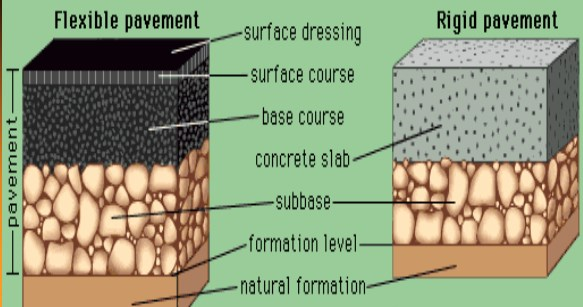 Flexible pavement
Rigid pavement
surface dressing
surface course
base course
concrete slab
subbase
formation level
natural formation
pavement